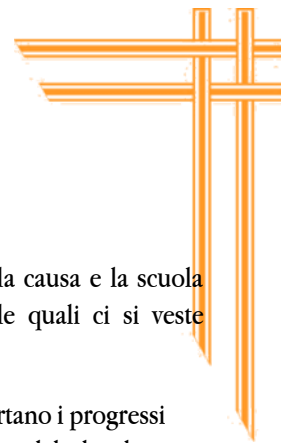 la causa e la scuola
le quali ci si veste
rtano i progressi